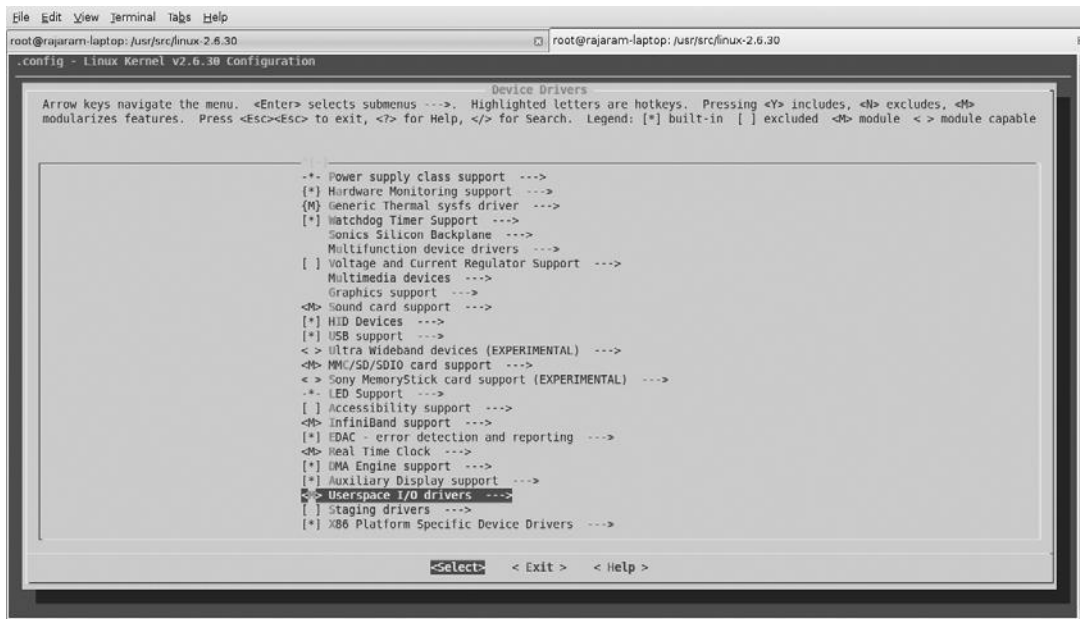 File Edit View Terminal Tabs Help
root@rajaram-laptop: /usr/src/linux-2.6.30
root@rajaram-laptop: /usr/src/linux-2.6.30
.config - Linux Kernel v2.6.30 Configuration
Device Drivers
Arrow keys navigate the menu. <Enter> selects submenus --->. Highlighted letters are hotkeys. Pressing <Y> includes, <N> excludes, <M>
modularizes features. Press <Esc><Esc> to exit, <?> for Help, </> for Search. Legend: [*] built-in [ ] excluded <M> module < > module capable
-*- Power supply class support --->
{*} Hardware Monitoring support --->
{M} Generic Thermal sysfs driver --->
[*] Watchdog Timer Support --->
Sonics Silicon Backplane --->
Multifunction device drivers --->
[ ] Voltage and Current Regulator Support --->
Multimedia devices --->
Graphics support --->
<M> Sound card support --->
[*] HID Devices --->
[*] USB support --->
< > Ultra Wideband devices (EXPERIMENTAL) --->
<M> MMC/SD/SDIO card support --->
< > Sony MemoryStick card support (EXPERIMENTAL) --->
-*- LED Support --->
[ ] Accessibility support --->
<M> InfiniBand support --->
[*] EDAC - error detection and reporting --->
<M> Real Time Clock --->
[*] DMA Engine support --->
[*] Auxiliary Display support --->
<M> Userspace I/O drivers --->
[ ] Staging drivers --->
[*] X86 Platform Specific Device Drivers --->
<Select> < Exit > < Help >